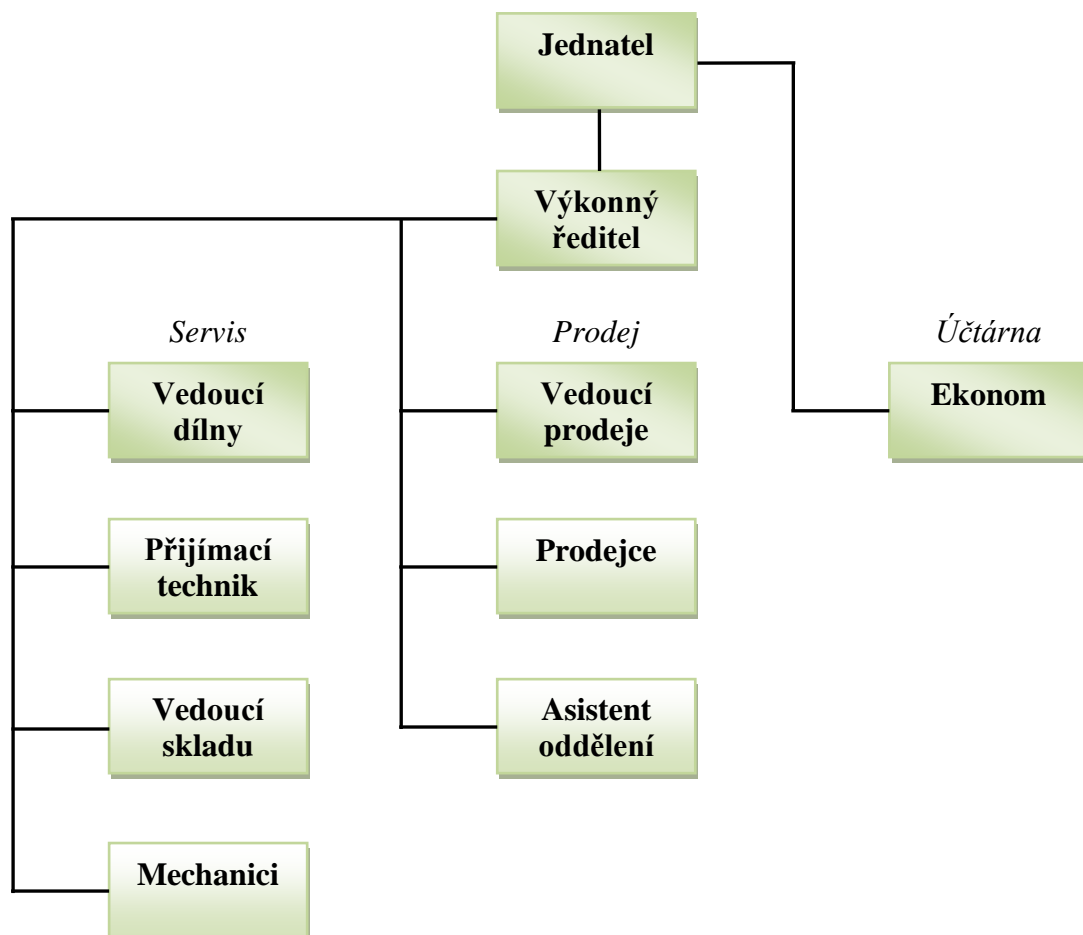 Jednatel
Výkonný
ředitel
Servis
Prodej
Účtárna
Vedoucí
dílny
Vedoucí
prodeje
Ekonom
Přijímací
technik
Prodejce
Vedoucí
skladu
Asistent
oddělení
Mechanici